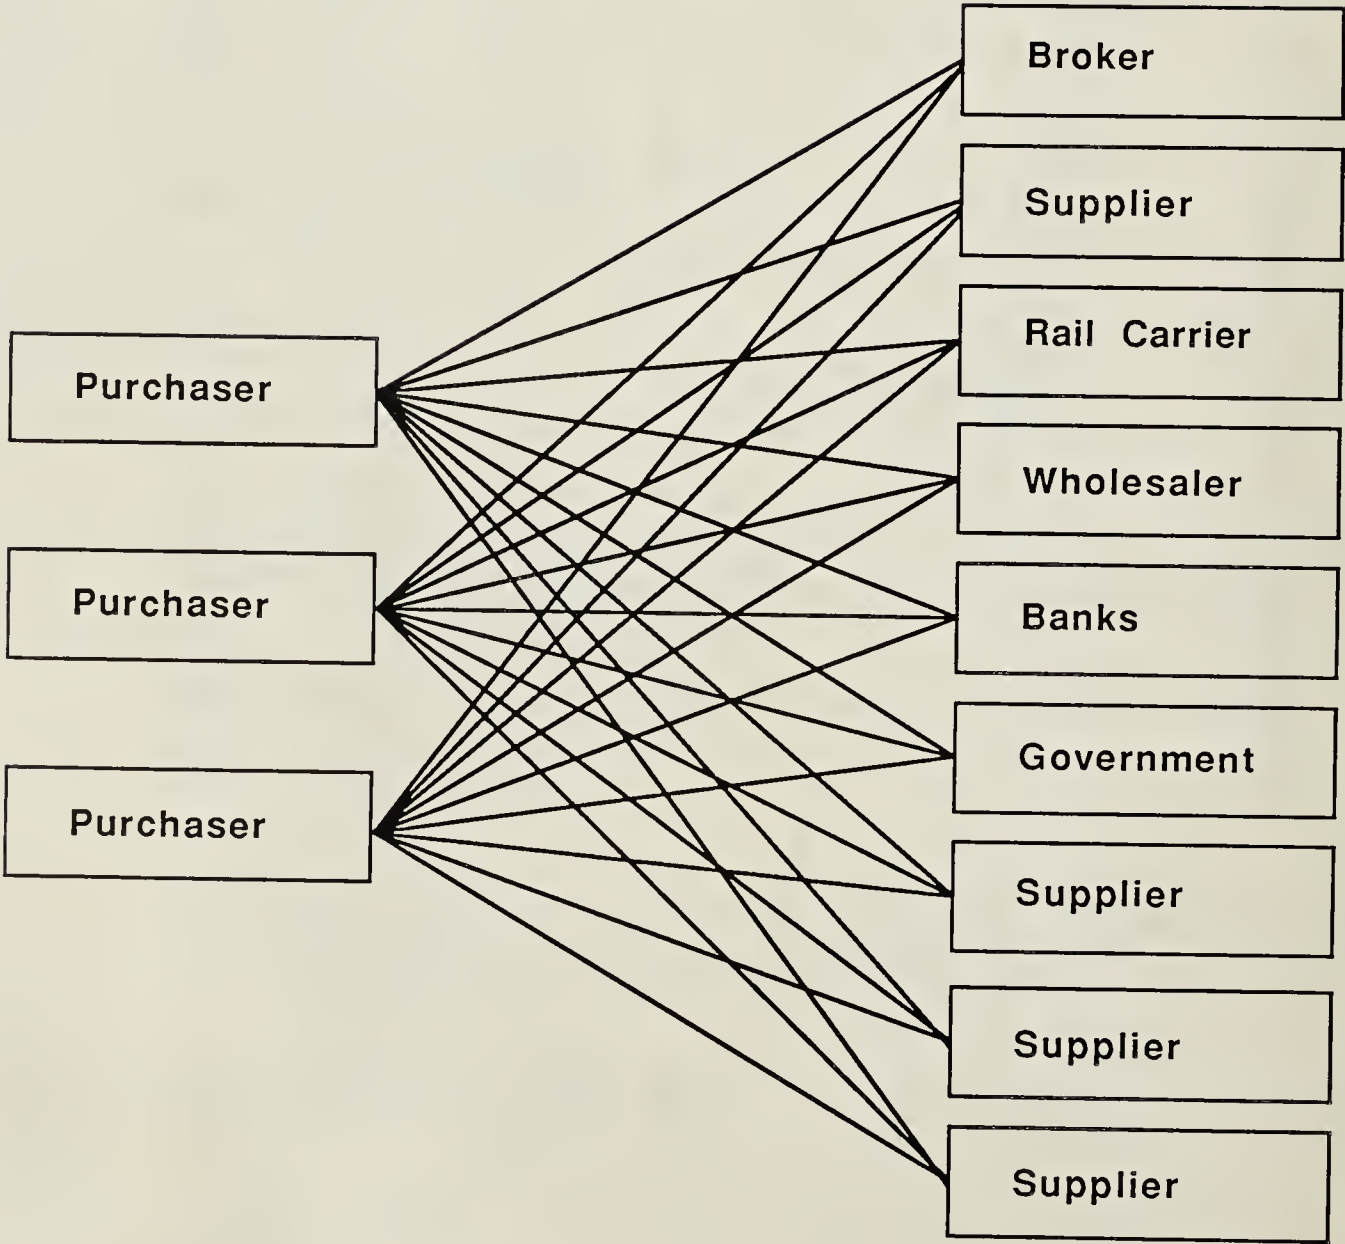 Broker
Supplier
Rail Carrier
Purchaser
Wholesaler
Purchaser
Banks
Government
Purchaser
Supplier
Supplier
Supplier